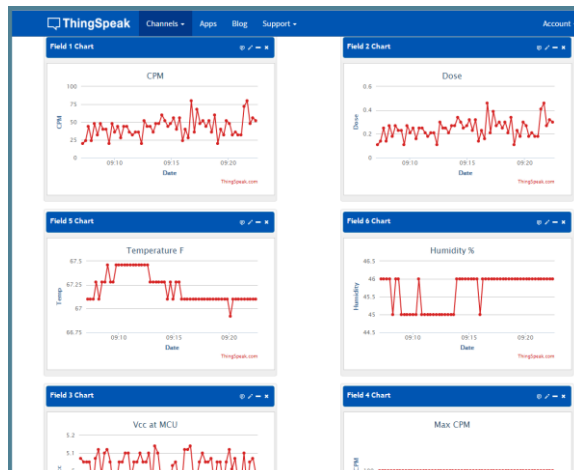 ThingSpeak Channels Apps Blog Support Account
Field 1 Chart
CPM
100
75
50
25
0
CPM
09:10 09:15 09:20
Date
ThingSpeak.com
Field 2 Chart
Dose
0.6
0.4
0.2
0
Dose
09:10 09:15 09:20
Date
ThingSpeak.com
Field 5 Chart
Temperature F
67.5
67.25
67
66.75
Temp
09:10 09:15 09:20
Date
ThingSpeak.com
Field 6 Chart
Humidity %
46.5
46
45.5
45
44.5
Humidity
09:10 09:15 09:20
Date
ThingSpeak.com
Field 3 Chart
Vcc at MCU
5.2
5.1
Field 4 Chart
Max CPM
CPM